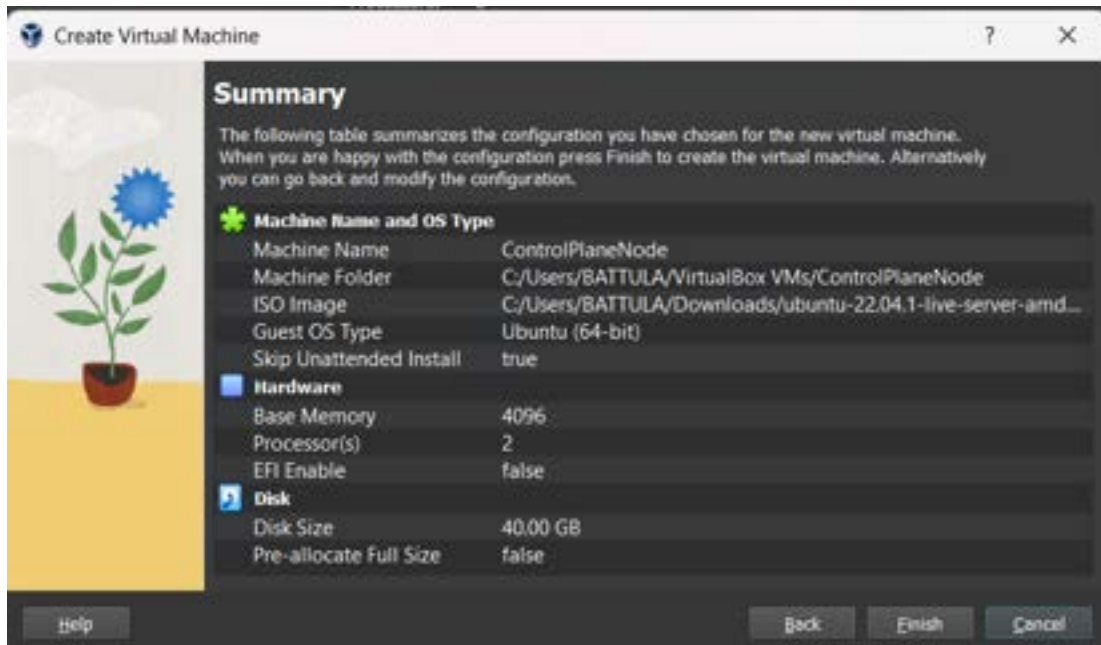 Create Virtual Machine
?
Summary
The following table summarizes the configuration you have chosen for the new virtual machine.
When you are happy with the configuration press Finish to create the virtual machine. Alternatively
you can go back and modify the configuration.
Machine Name and OS Type
Machine Name ControlPlaneNode
Machine Folder C:/Users/BATTULA/VirtualBox VMs/ControlPlaneNode
ISO Image C:/Users/BATTULA/Downloads/ubuntu-22.04.1-live-server-amd...
Guest OS Type Ubuntu (64-bit)
Skip Unattended Install true
Hardware
Base Memory 4096
Processor(s) 2
EFI Enable false
Disk
Disk Size 40.00 GB
Pre-allocate Full Size false
Help Back Finish Cancel